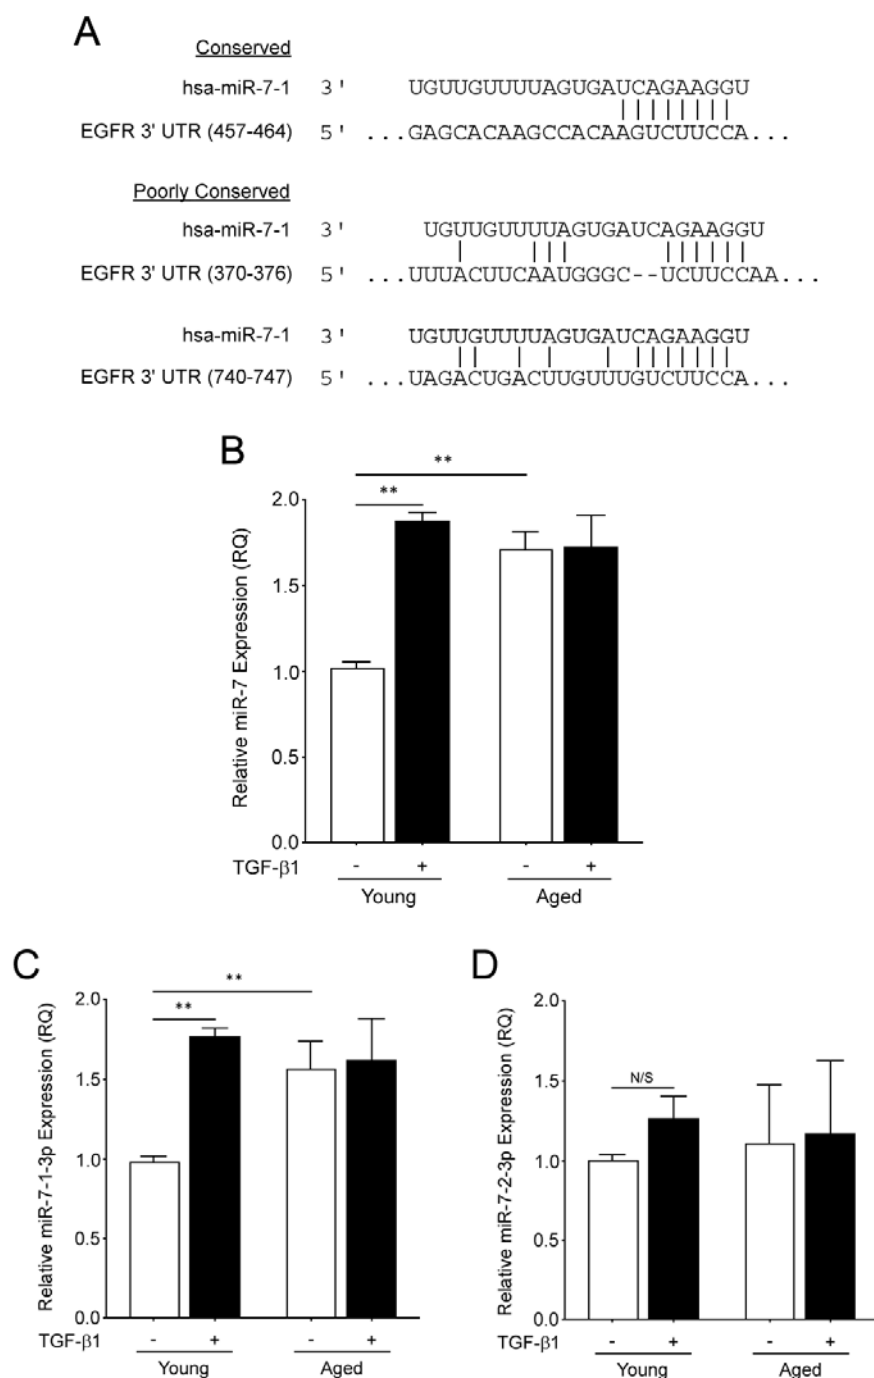 A
Conserved
hsa-miR-7-1 3' UGUUGUUUUAGUGAUCAGAAGGU
EGFR 3' UTR (457-464) 5' ...GAGCACAAGCCACAAGUCUUCCA...
Poorly Conserved
hsa-miR-7-1 3' UGUUGUUUUAGUGAUCAGAAGGU
EGFR 3' UTR (370-376) 5' ...UUUACUUCAAUGGGC--UCUUCCAA...
hsa-miR-7-1 3' UGUUGUUUUAGUGAUCAGAAGGU
EGFR 3' UTR (740-747) 5' ...UAGACUGACUUGUUUGUCUUCCA...
B
Relative miR-7 Expression (RQ)
2.0
1.5
1.0
0.5
0.0
**
**
TGF-β1 - + - +
Young Aged
C
Relative miR-7-1-3p Expression (RQ)
2.0
1.5
1.0
0.5
0.0
**
**
TGF-β1 - + - +
Young Aged
D
Relative miR-7-2-3p Expression (RQ)
2.0
1.5
1.0
0.5
0.0
N/S
TGF-β1 - + - +
Young Aged